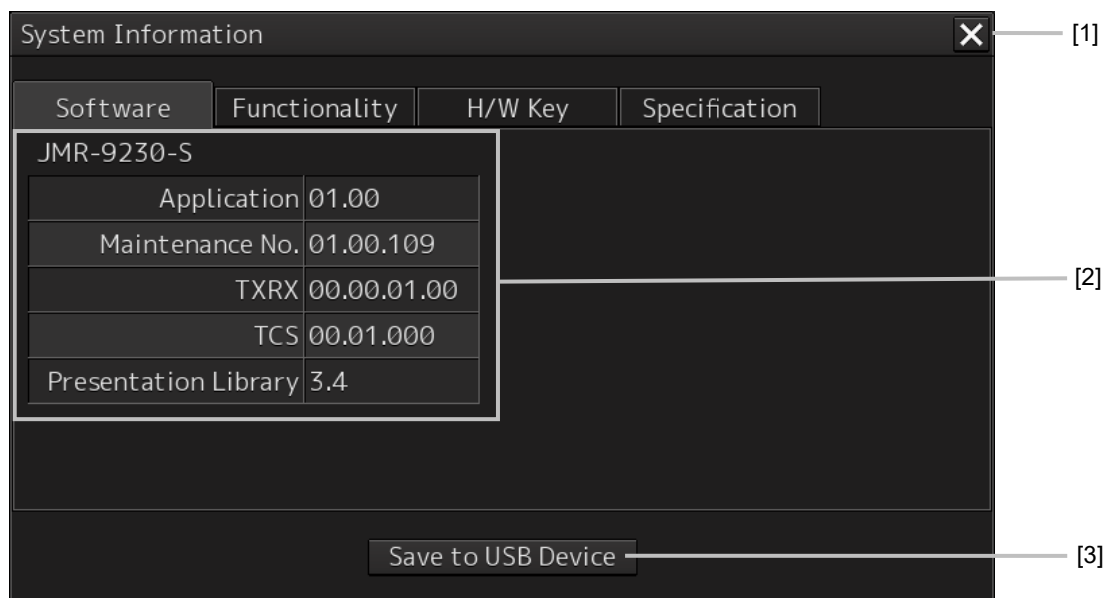 System Information
[1]
Software Functionality H/W Key Specification
JMR-9230-S
Application 01.00
Maintenance No. 01.00.109
TXRX 00.00.01.00
[2]
TCS 00.01.000
Presentation Library 3.4
Save to USB Device
[3]